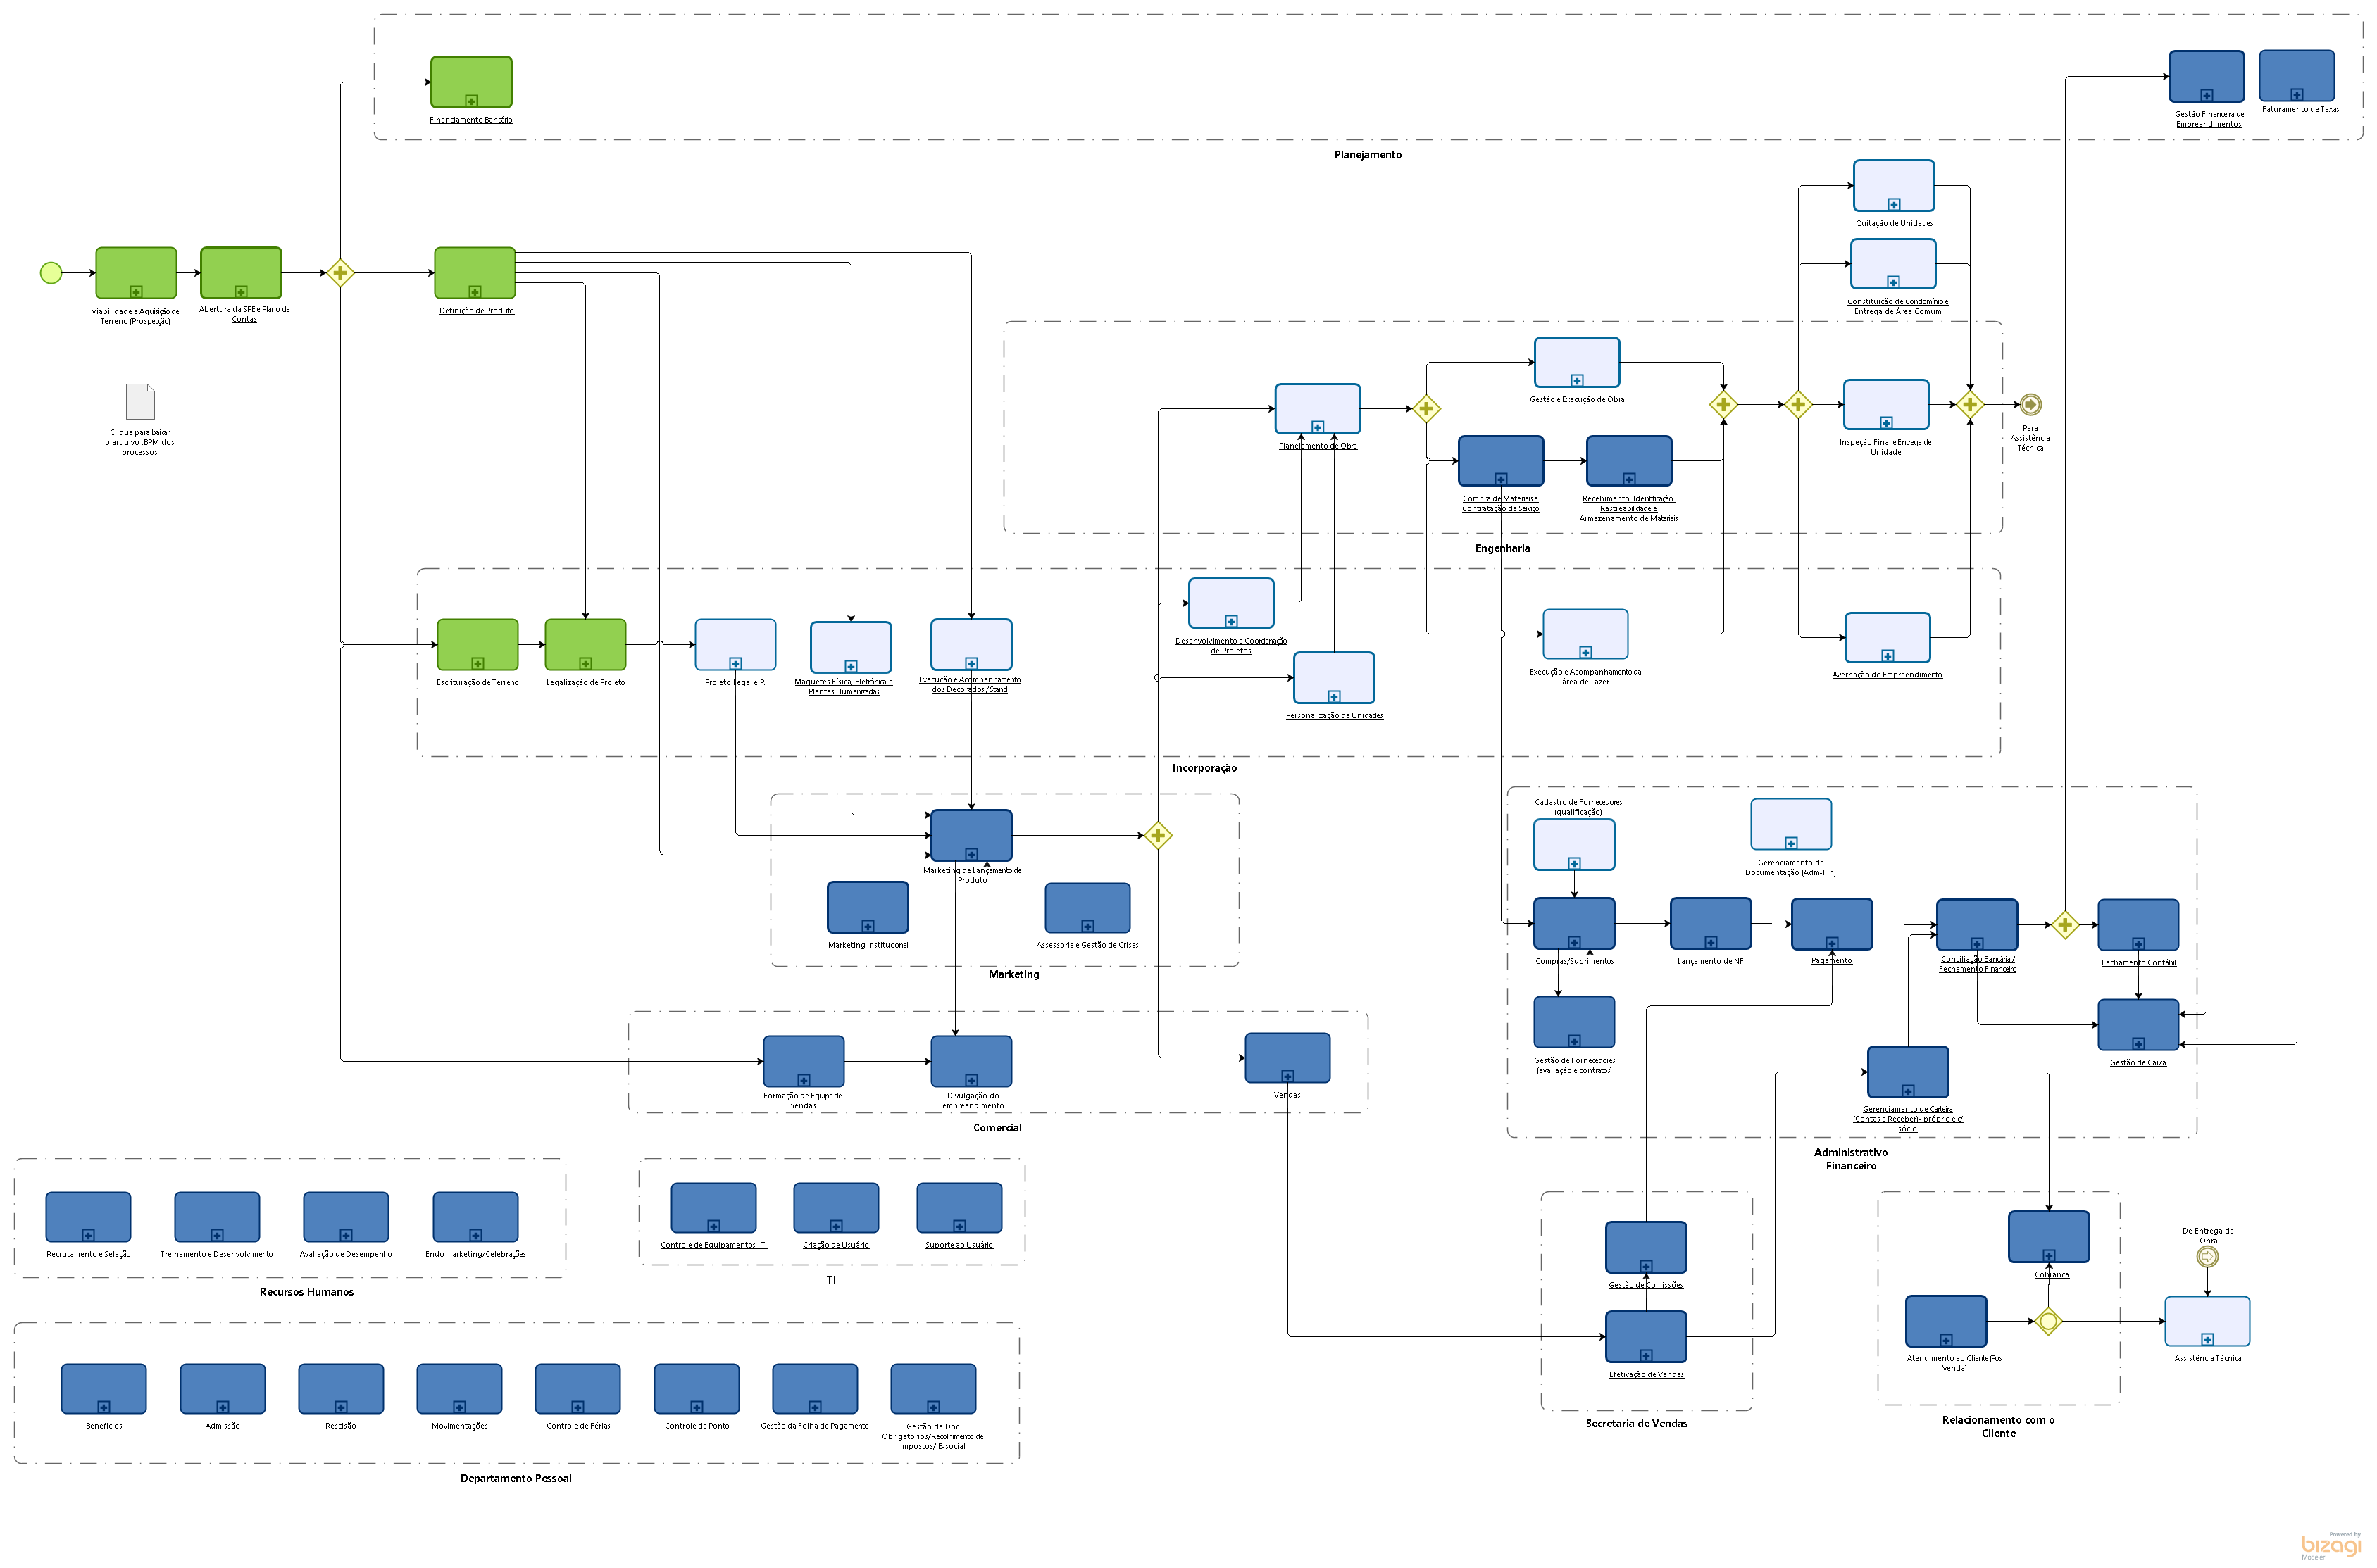 Financiamento Bancário
Gestão Financeira de
Empreendimentos
Faturamento de Taxas
Planejamento
Quitação de Unidades
Viabilidade e Aquisição de
Terreno (Prospecção)
Abertura da SPE e Plano de
Contas
Definição de Produto
Constituição de Condomínio e
Entrega de Área Comum
Clique para baixar
o arquivo .BPM dos
processos
Gestão e Execução de Obra
Planejamento de Obra
Inspeção Final e Entrega de
Unidade
Para
Assistência
Técnica
Compra de Materiais e
Contratação de Serviço
Recebimento, Identificação,
Rastreabilidade e
Armazenamento de Materiais
Engenharia
Desenvolvimento e Coordenação
de Projetos
Escrituração de Terreno
Legalização de Projeto
Projeto Legal e RI
Maquetes Física, Eletrônica e
Plantas Humanizadas
Execução e Acompanhamento
dos Decorados / Stand
Execução e Acompanhamento da
área de Lazer
Averbação do Empreendimento
Personalização de Unidades
Incorporação
Cadastro de Fornecedores
(qualificação)
Gerenciamento de
Documentação (Adm-Fin)
Marketing de Lançamento de
Produto
Marketing Institucional
Assessoria e Gestão de Crises
Marketing
Compras/Suprimentos
Lançamento de NF
Pagamento
Conciliação Bancária /
Fechamento Financeiro
Fechamento Contábil
Gestão de Fornecedores
(avaliação e contratos)
Gestão de Caixa
Formação de Equipe de
vendas
Divulgação do
empreendimento
Vendas
Comercial
Gerenciamento de Carteira
(Contas a Receber)- próprio e c/
sócio
Administrativo
Financeiro
Recrutamento e Seleção
Treinamento e Desenvolvimento
Avaliação de Desempenho
Endo marketing/Celebrações
Recursos Humanos
Controle de Equipamentos - TI
Criação de Usuário
Suporte ao Usuário
TI
De Entrega de
Obra
Gestão de Comissões
Cobrança
Efetivação de Vendas
Atendimento ao Cliente (Pós
Venda)
Assistência Técnica
Secretaria de Vendas
Relacionamento com o
Cliente
Benefícios
Admissão
Rescisão
Movimentações
Controle de Férias
Controle de Ponto
Gestão da Folha de Pagamento
Gestão de Doc
Obrigatórios/Recolhimento de
Impostos/ E-social
Departamento Pessoal
Powered by
bizagi
Modeler